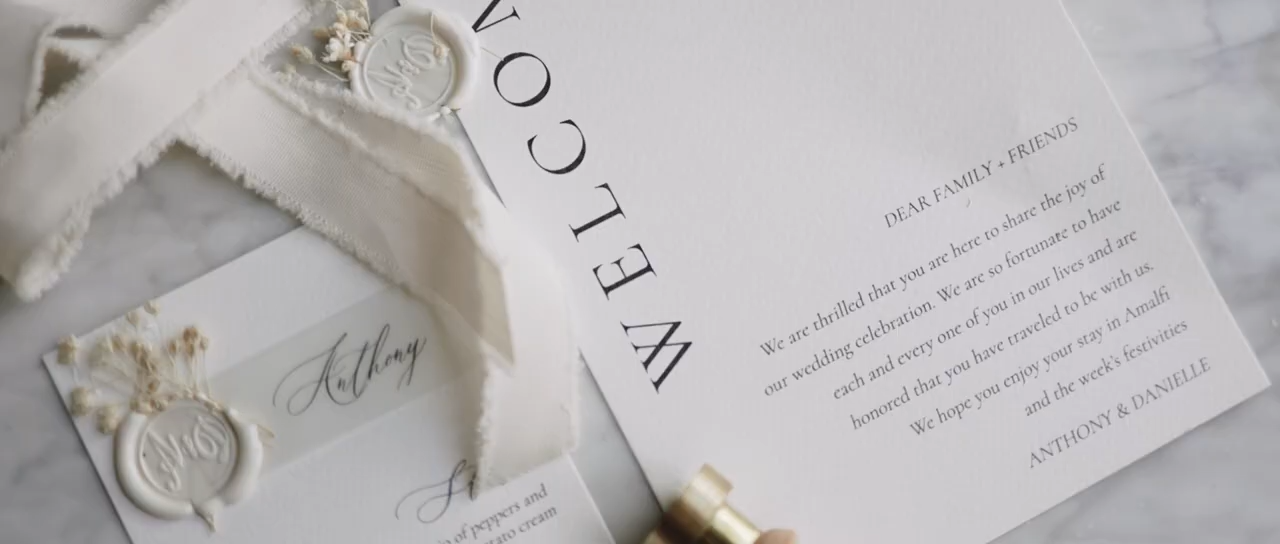 WELCO
DEAR FAMILY + FRIENDS
We are thrilled that you are here to share the joy of
our wedding celebration. We are so fortunate to have
each and every one of you in our lives and are
honored that you have traveled to be with us.
We hope you enjoy your stay in Amalfi
and the week's festivities
ANTHONY & DANIELLE
Anthony
of peppers and
cream